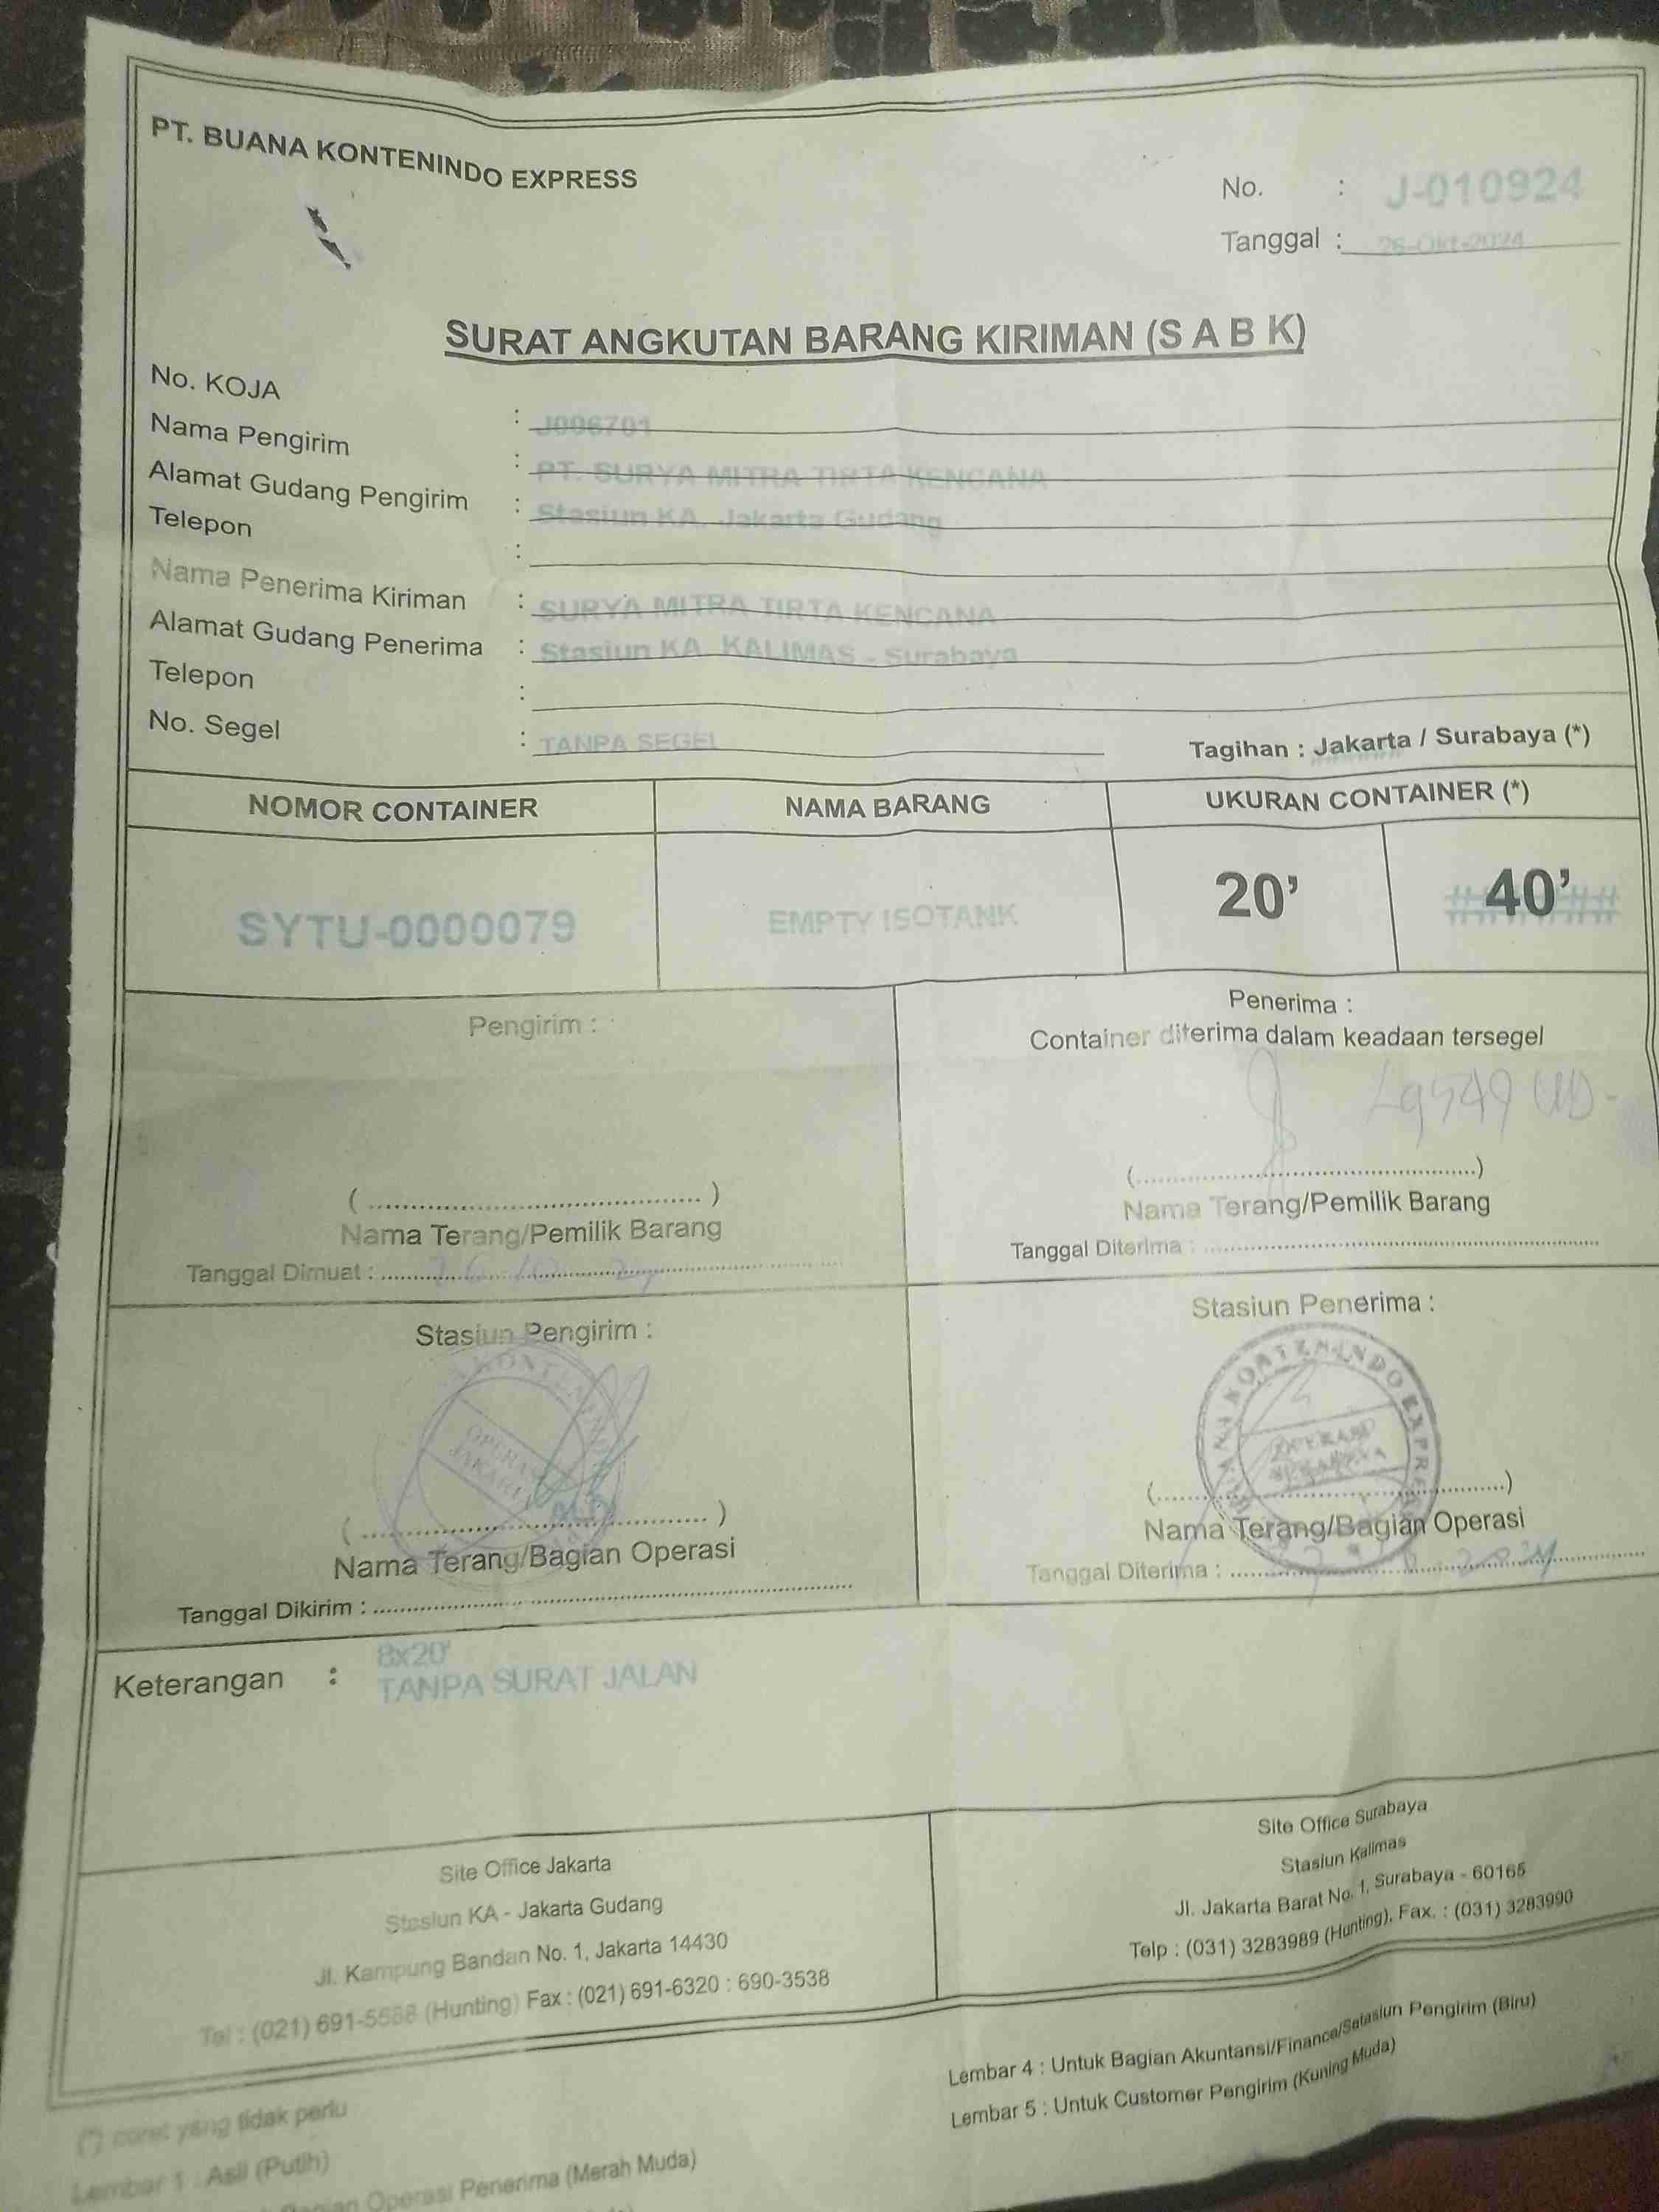 PT. BUANA KONTENINDO EXPRESS
No. : J-010924
Tanggal : 26-Okt-2024
SURAT ANGKUTAN BARANG KIRIMAN (S A B K)
No. KOJA : J006701
Nama Pengirim : PT. SURYA MITRA TIRTA KENCANA
Alamat Gudang Pengirim : Stasiun KA. Jakarta Gudang
Telepon :
Nama Penerima Kiriman : SURYA MITRA TIRTA KENCANA
Alamat Gudang Penerima : Stasiun KA. KALIMAS - Surabaya
Telepon :
No. Segel : TANPA SEGEL
Tagihan : Jakarta / Surabaya (*)
NOMOR CONTAINER NAMA BARANG UKURAN CONTAINER (*)
SYTU-0000079 EMPTY ISOTANK 20' 40'
Pengirim :
Penerima :
Container diterima dalam keadaan tersegel
(........................................)
Nama Terang/Pemilik Barang
Tanggal Dimuat :
(........................................)
Nama Terang/Pemilik Barang
Tanggal Diterima :
Stasiun Pengirim :
OPERASI
JAKARTA
(........................................)
Nama Terang/Bagian Operasi
Tanggal Dikirim :
Stasiun Penerima :
KONTENINDO EXPRESS
OPERASI
SURABAYA
(........................................)
Nama Terang/Bagian Operasi
Tanggal Diterima :
Keterangan : 8x20'
TANPA SURAT JALAN
Site Office Jakarta
Stasiun KA - Jakarta Gudang
Jl. Kampung Bandan No. 1, Jakarta 14430
Tel : (021) 691-5588 (Hunting) Fax : (021) 691-6320 : 690-3538
Site Office Surabaya
Stasiun Kalimas
Jl. Jakarta Barat No. 1, Surabaya - 60165
Telp : (031) 3283989 (Hunting), Fax. : (031) 3283990
(*) coret yang tidak perlu
Lembar 1 : Asli (Putih)
Bagian Operasi Penerima (Merah Muda)
Lembar 4 : Untuk Bagian Akuntansi/Finance/Satasiun Pengirim (Biru)
Lembar 5 : Untuk Customer Pengirim (Kuning Muda)